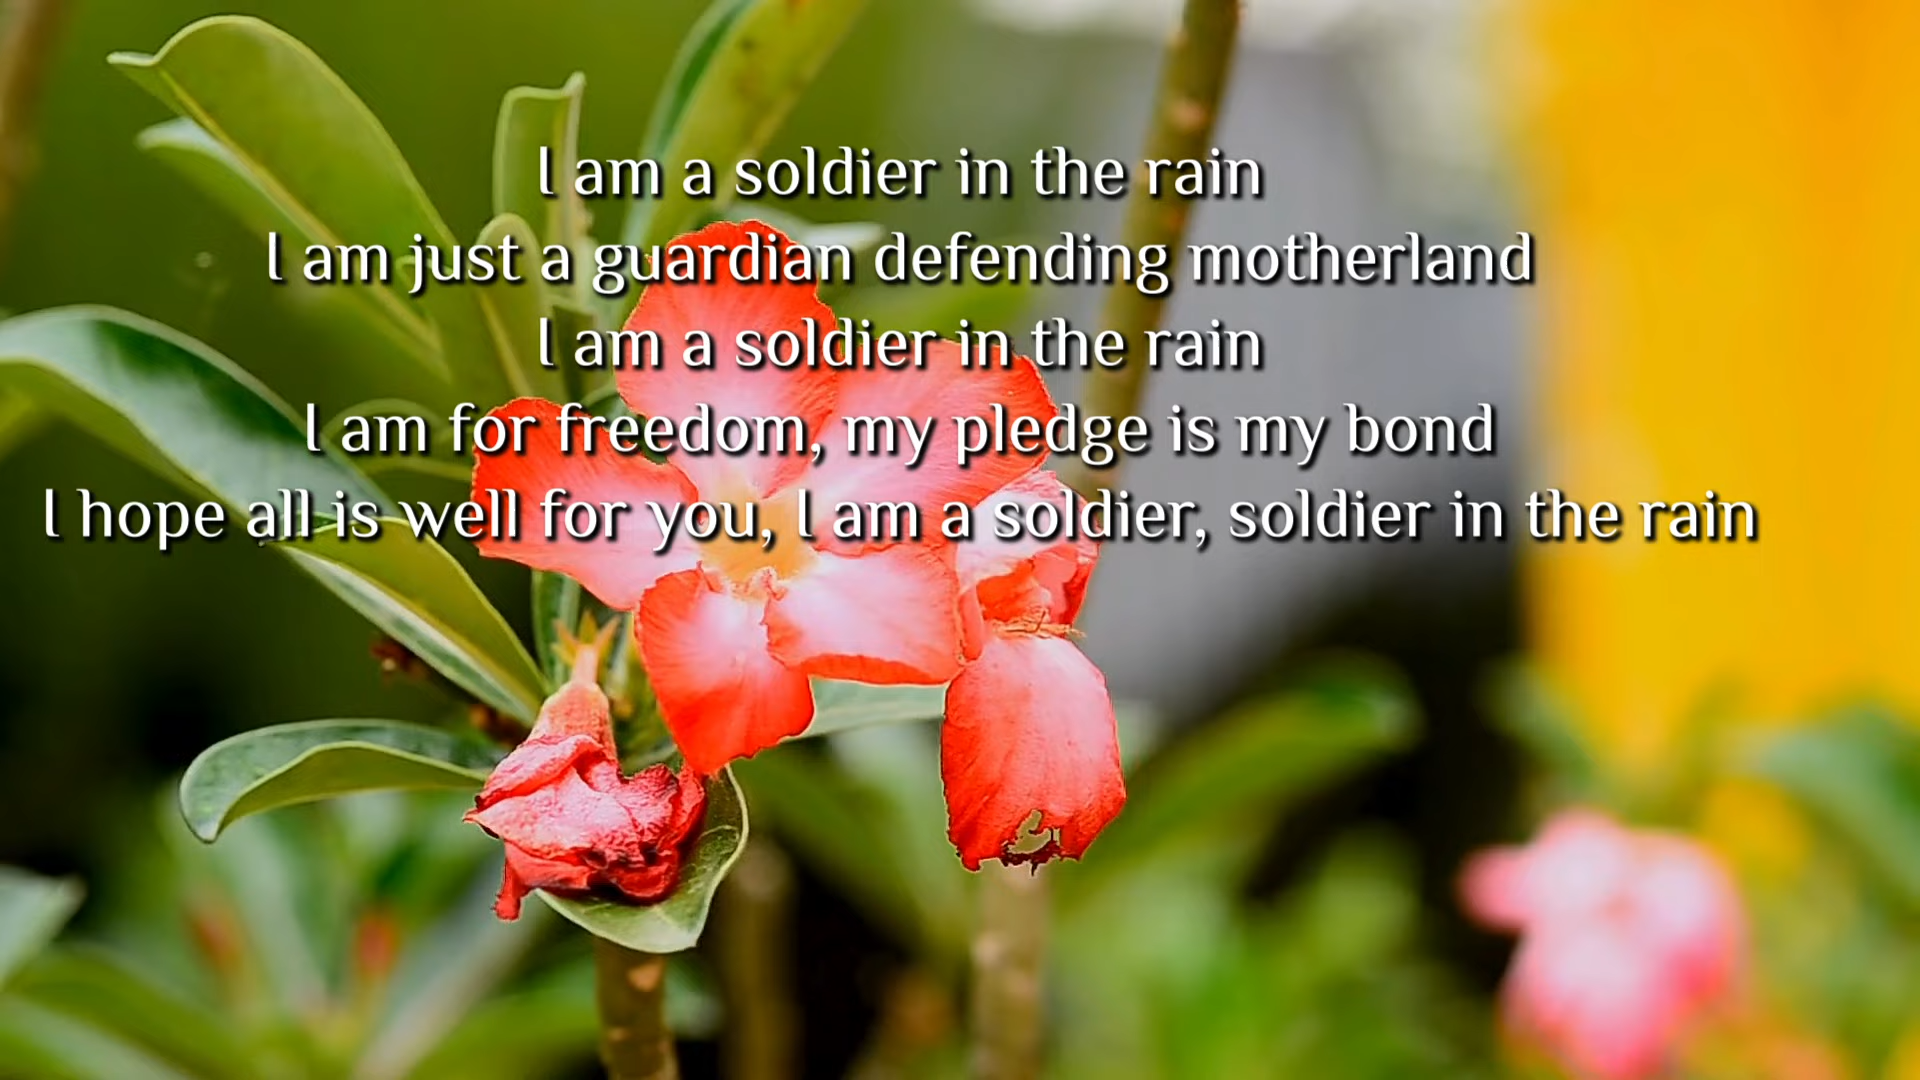 I am a soldier in the rain
I am just a guardian defending motherland
I am a soldier in the rain
I am for freedom, my pledge is my bond
I hope all is well for you, I am a soldier, soldier in the rain